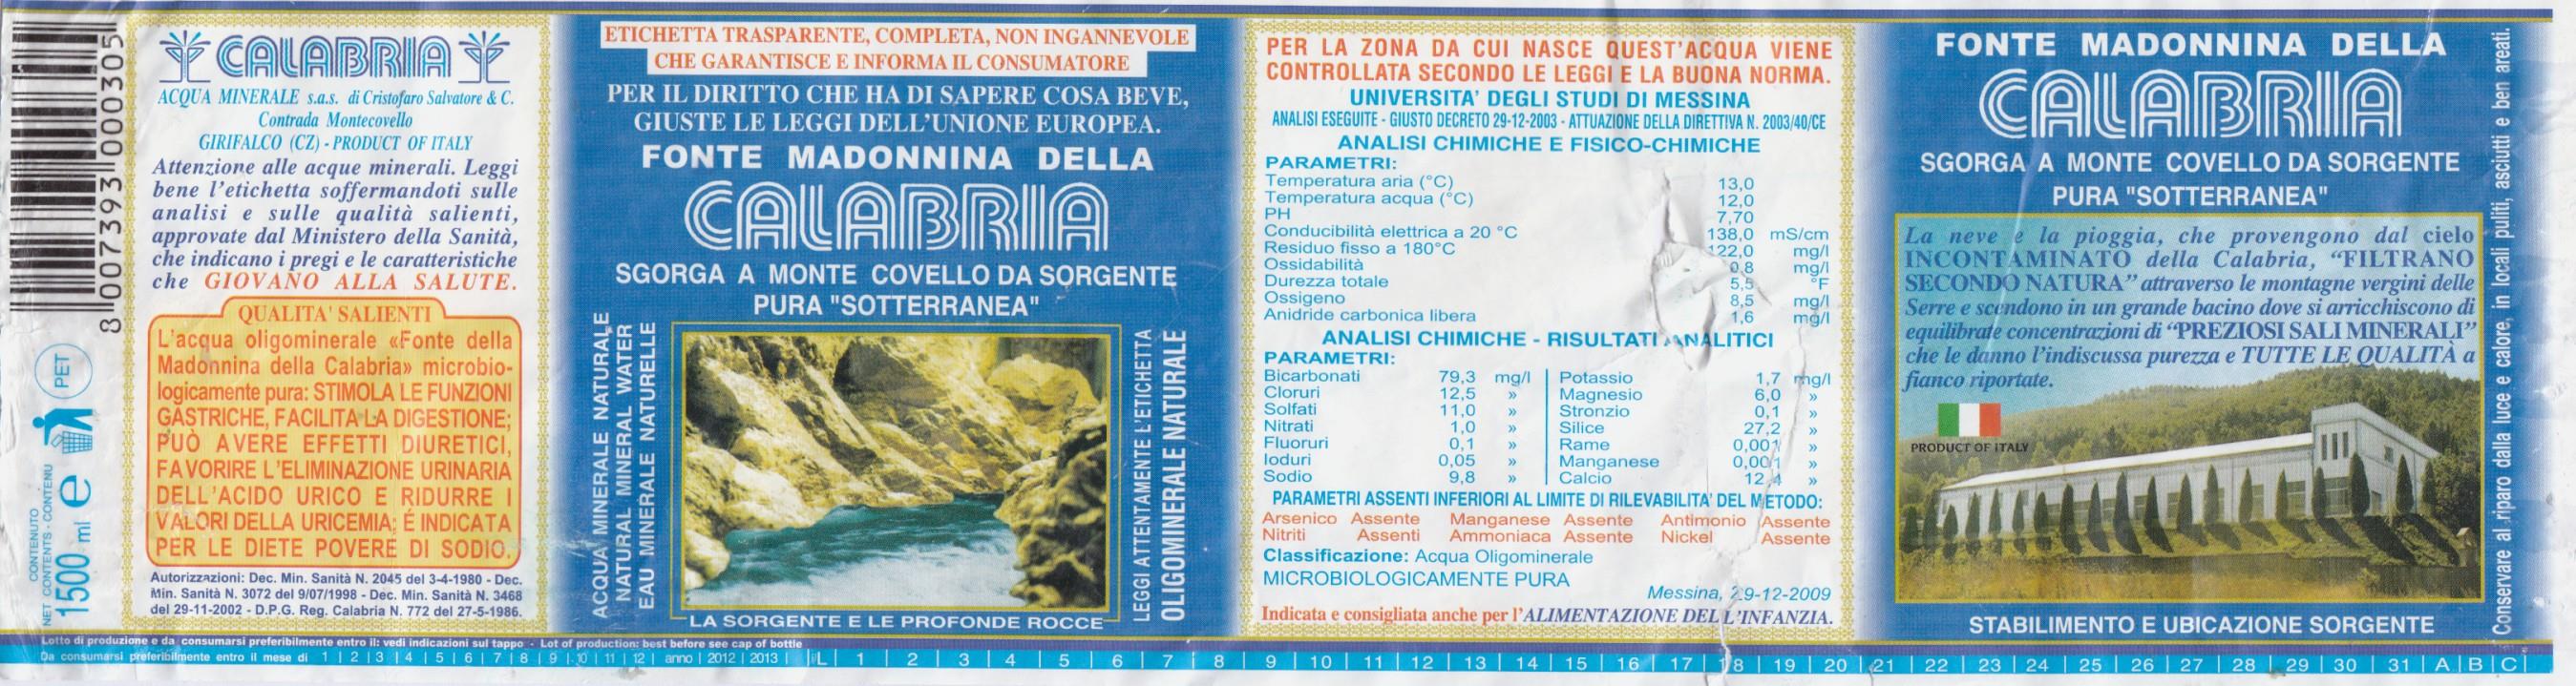 8 007393 000305
PET
CONTENUTO
NET CONTENTS - CONTENU
1500 ml e
CALABRIA
ACQUA MINERALE s.a.s. di Cristofaro Salvatore & C.
Contrada Montecovello
GIRIFALCO (CZ) - PRODUCT OF ITALY
Attenzione alle acque minerali. Leggi
bene l'etichetta soffermandoti sulle
analisi e sulle qualità salienti,
approvate dal Ministero della Sanità,
che indicano i pregi e le caratteristiche
che GIOVANO ALLA SALUTE.
QUALITA' SALIENTI
L'acqua oligominerale «Fonte della
Madonnina della Calabria» microbio-
logicamente pura: STIMOLA LE FUNZIONI
GASTRICHE, FACILITA LA DIGESTIONE;
PUÒ AVERE EFFETTI DIURETICI,
FAVORIRE L'ELIMINAZIONE URINARIA
DELL'ACIDO URICO E RIDURRE I
VALORI DELLA URICEMIA; É INDICATA
PER LE DIETE POVERE DI SODIO.
Autorizzazioni: Dec. Min. Sanità N. 2045 del 3-4-1980 - Dec.
Min. Sanità N. 3072 del 9/07/1998 - Dec. Min. Sanità N. 3468
del 29-11-2002 - D.P.G. Reg. Calabria N. 772 del 27-5-1986.
ETICHETTA TRASPARENTE, COMPLETA, NON INGANNEVOLE
CHE GARANTISCE E INFORMA IL CONSUMATORE
PER IL DIRITTO CHE HA DI SAPERE COSA BEVE,
GIUSTE LE LEGGI DELL'UNIONE EUROPEA.
FONTE MADONNINA DELLA
CALABRIA
SGORGA A MONTE COVELLO DA SORGENTE
PURA "SOTTERRANEA"
ACQUA MINERALE NATURALE
NATURAL MINERAL WATER
EAU MINERALE NATURELLE
LEGGI ATTENTAMENTE L'ETICHETTA
OLIGOMINERALE NATURALE
LA SORGENTE E LE PROFONDE ROCCE
PER LA ZONA DA CUI NASCE QUEST'ACQUA VIENE
CONTROLLATA SECONDO LE LEGGI E LA BUONA NORMA.
UNIVERSITA' DEGLI STUDI DI MESSINA
ANALISI ESEGUITE - GIUSTO DECRETO 29-12-2003 - ATTUAZIONE DELLA DIRETTIVA N. 2003/40/CE
ANALISI CHIMICHE E FISICO-CHIMICHE
PARAMETRI:
Temperatura aria (°C) 13,0
Temperatura acqua (°C) 12,0
PH 7,70
Conducibilità elettrica a 20 °C 138,0 mS/cm
Residuo fisso a 180°C 122,0 mg/l
Ossidabilità 0,8 mg/l
Durezza totale 5,5 °F
Ossigeno 8,5 mg/l
Anidride carbonica libera 1,6 mg/l
ANALISI CHIMICHE - RISULTATI ANALITICI
PARAMETRI:
Bicarbonati 79,3 mg/l | Potassio 1,7 mg/l
Cloruri 12,5 » | Magnesio 6,0 »
Solfati 11,0 » | Stronzio 0,1 »
Nitrati 1,0 » | Silice 27,2 »
Fluoruri 0,1 » | Rame 0,001 »
Ioduri 0,05 » | Manganese 0,001 »
Sodio 9,8 » | Calcio 12,4 »
PARAMETRI ASSENTI INFERIORI AL LIMITE DI RILEVABILITA' DEL METODO:
Arsenico Assente Manganese Assente Antimonio Assente
Nitriti Assenti Ammoniaca Assente Nickel Assente
Classificazione: Acqua Oligominerale
MICROBIOLOGICAMENTE PURA
Messina, 29-12-2009
Indicata e consigliata anche per l'ALIMENTAZIONE DELL'INFANZIA.
FONTE MADONNINA DELLA
CALABRIA
SGORGA A MONTE COVELLO DA SORGENTE
PURA "SOTTERRANEA"
La neve e la pioggia, che provengono dal cielo
INCONTAMINATO della Calabria, "FILTRANO
SECONDO NATURA" attraverso le montagne vergini delle
Serre e scendono in un grande bacino dove si arricchiscono di
equilibrate concentrazioni di "PREZIOSI SALI MINERALI"
che le danno l'indiscussa purezza e TUTTE LE QUALITÀ a
fianco riportate.
PRODUCT OF ITALY
STABILIMENTO E UBICAZIONE SORGENTE
Conservare al riparo dalla luce e calore, in locali puliti, asciutti e ben areati.
Lotto di produzione e da consumarsi preferibilmente entro il: vedi indicazioni sul tappo - Lot of production: best before see cap of bottle
Da consumarsi preferibilmente entro il mese di 1 | 2 | 3 | 4 | 5 | 6 | 7 | 8 | 9 | 10 | 11 | 12 | anno | 2012 | 2013 | L | 1 | 2 | 3 | 4 | 5 | 6 | 7 | 8 | 9 | 10 | 11 | 12 | 13 | 14 | 15 | 16 | 17 | 18 | 19 | 20 | 21 | 22 | 23 | 24 | 25 | 26 | 27 | 28 | 29 | 30 | 31 | A | B | C |